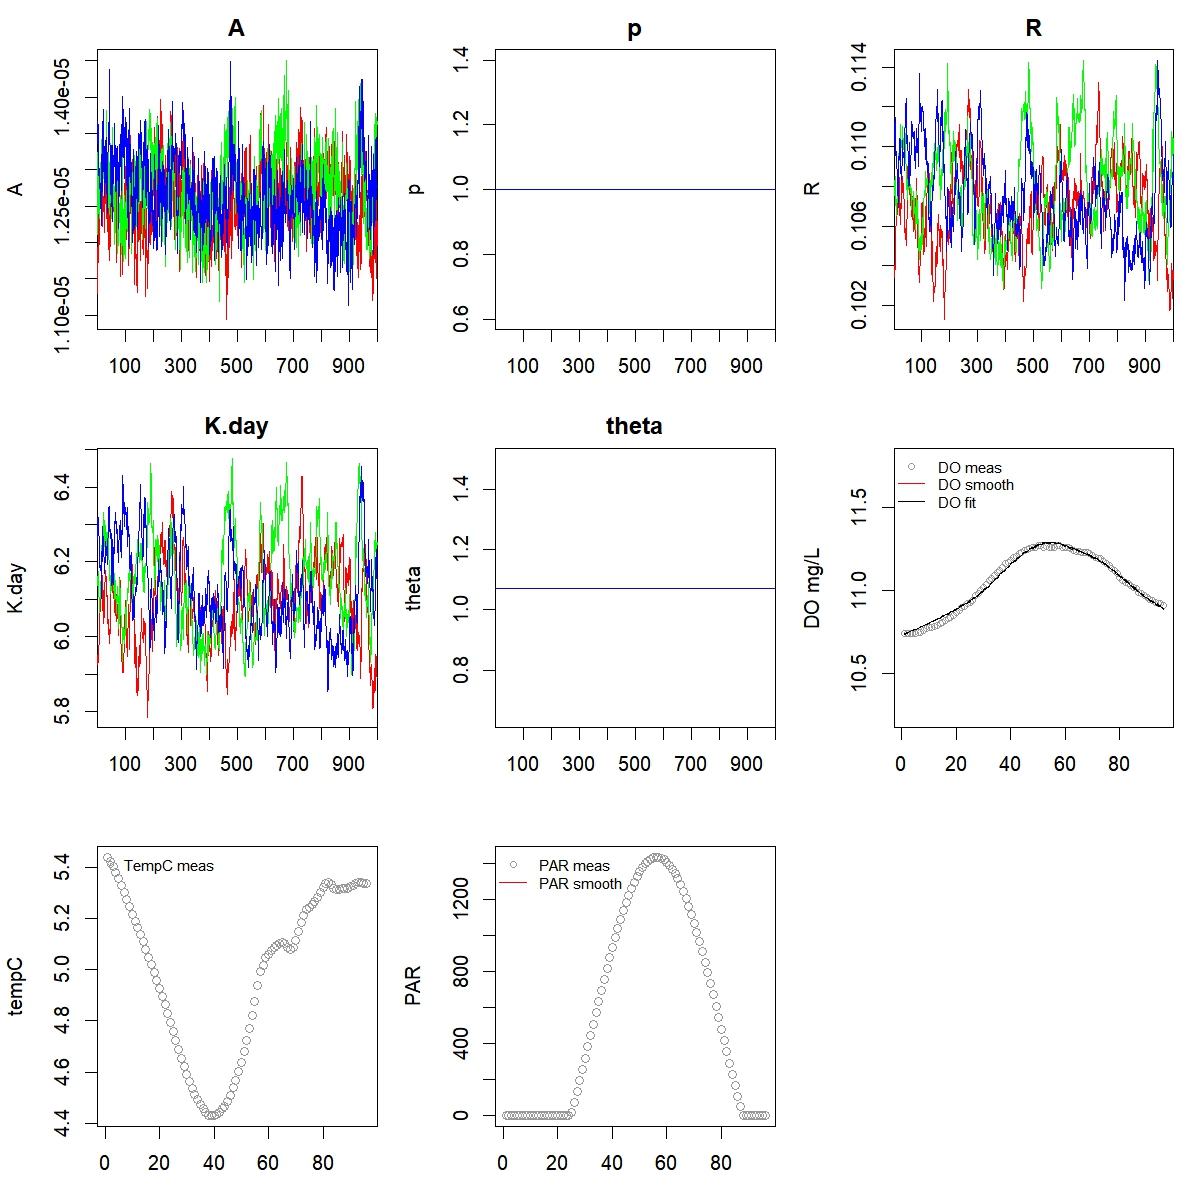 A
p
R
A
1.10e-05 1.25e-05 1.40e-05
100 300 500 700 900
p
0.6 0.8 1.0 1.2 1.4
100 300 500 700 900
R
0.102 0.106 0.110 0.114
100 300 500 700 900
K.day
theta
K.day
5.8 6.0 6.2 6.4
100 300 500 700 900
theta
0.8 1.0 1.2 1.4
100 300 500 700 900
DO mg/L
10.5 11.0 11.5
DO meas
DO smooth
DO fit
0 20 40 60 80
tempC
4.4 4.6 4.8 5.0 5.2 5.4
TempC meas
0 20 40 60 80
PAR
0 400 800 1200
PAR meas
PAR smooth
0 20 40 60 80